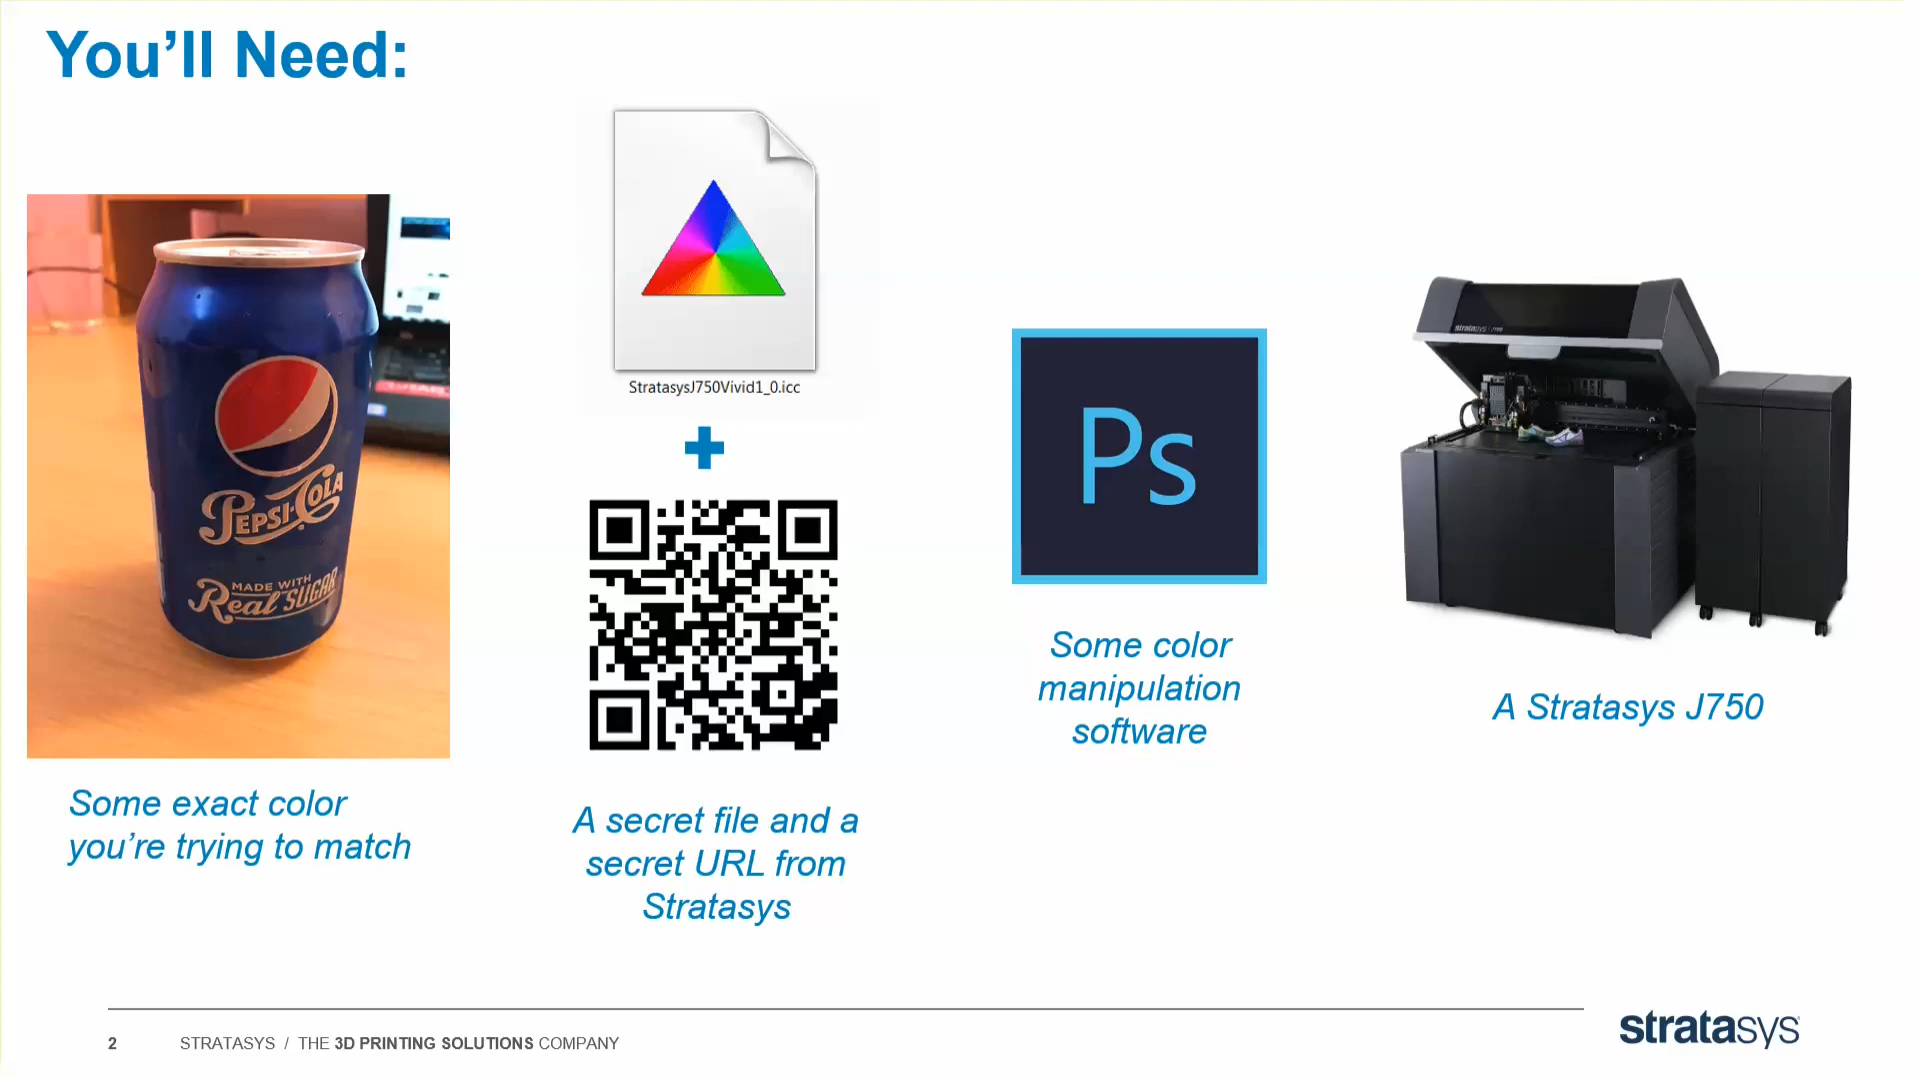 You'll Need:
StratasysJ750Vivid1_0.icc
PEPSI-COLA
MADE WITH
Real SUGAR
Ps
stratasys / J750
Some exact color
you're trying to match
A secret file and a
secret URL from
Stratasys
Some color
manipulation
software
A Stratasys J750
2
STRATASYS / THE 3D PRINTING SOLUTIONS COMPANY
stratasys